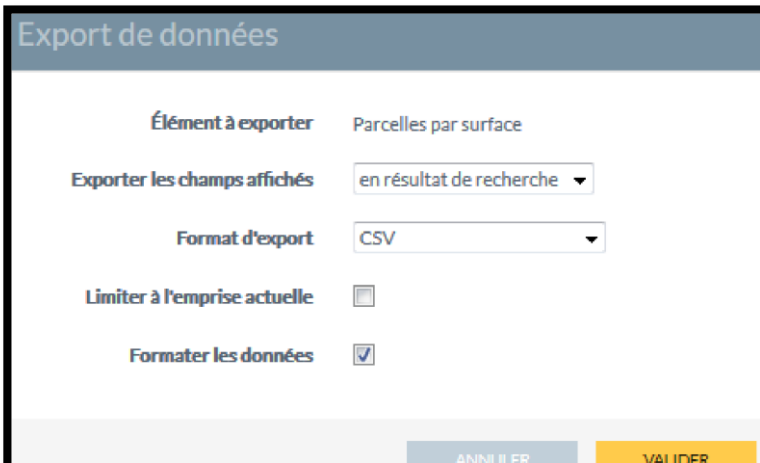 Export de données
Élément à exporter Parcelles par surface
Exporter les champs affichés en résultat de recherche
Format d'export CSV
Limiter à l'emprise actuelle
Formater les données
ANNULER VALIDER